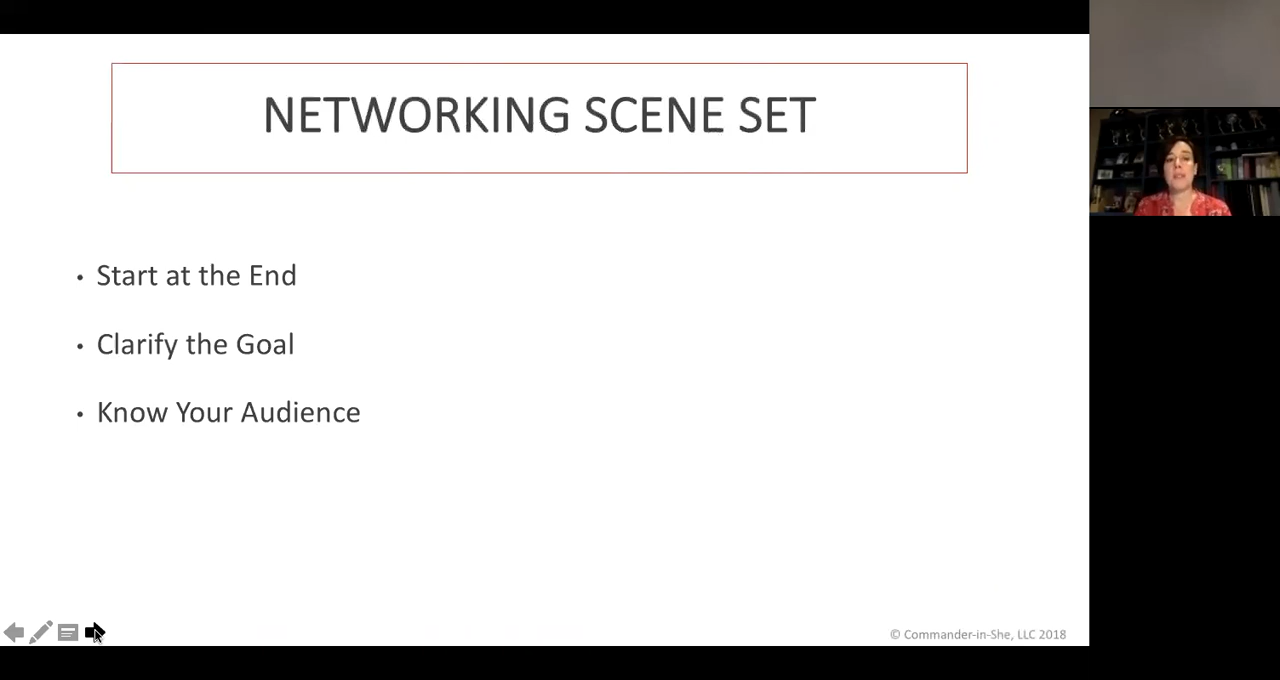 NETWORKING SCENE SET
• Start at the End
• Clarify the Goal
• Know Your Audience
© Commander-in-She, LLC 2018